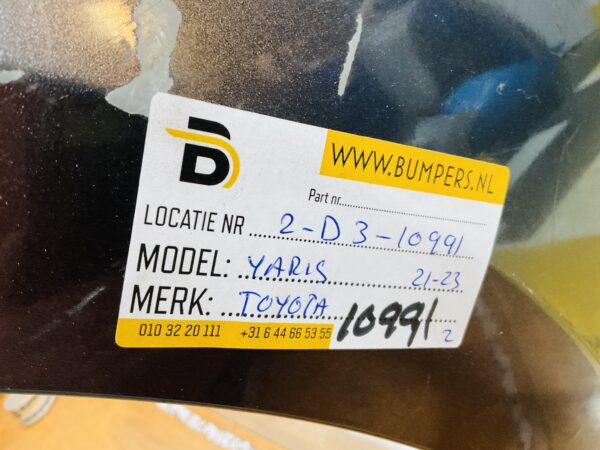 B
WWW.BUMPERS.NL
Part nr.
LOCATIE NR 2-D3-10991
MODEL: YARIS 21-23
MERK: TOYOTA 10991 2
010 32 20 111 +31 6 44 66 53 55